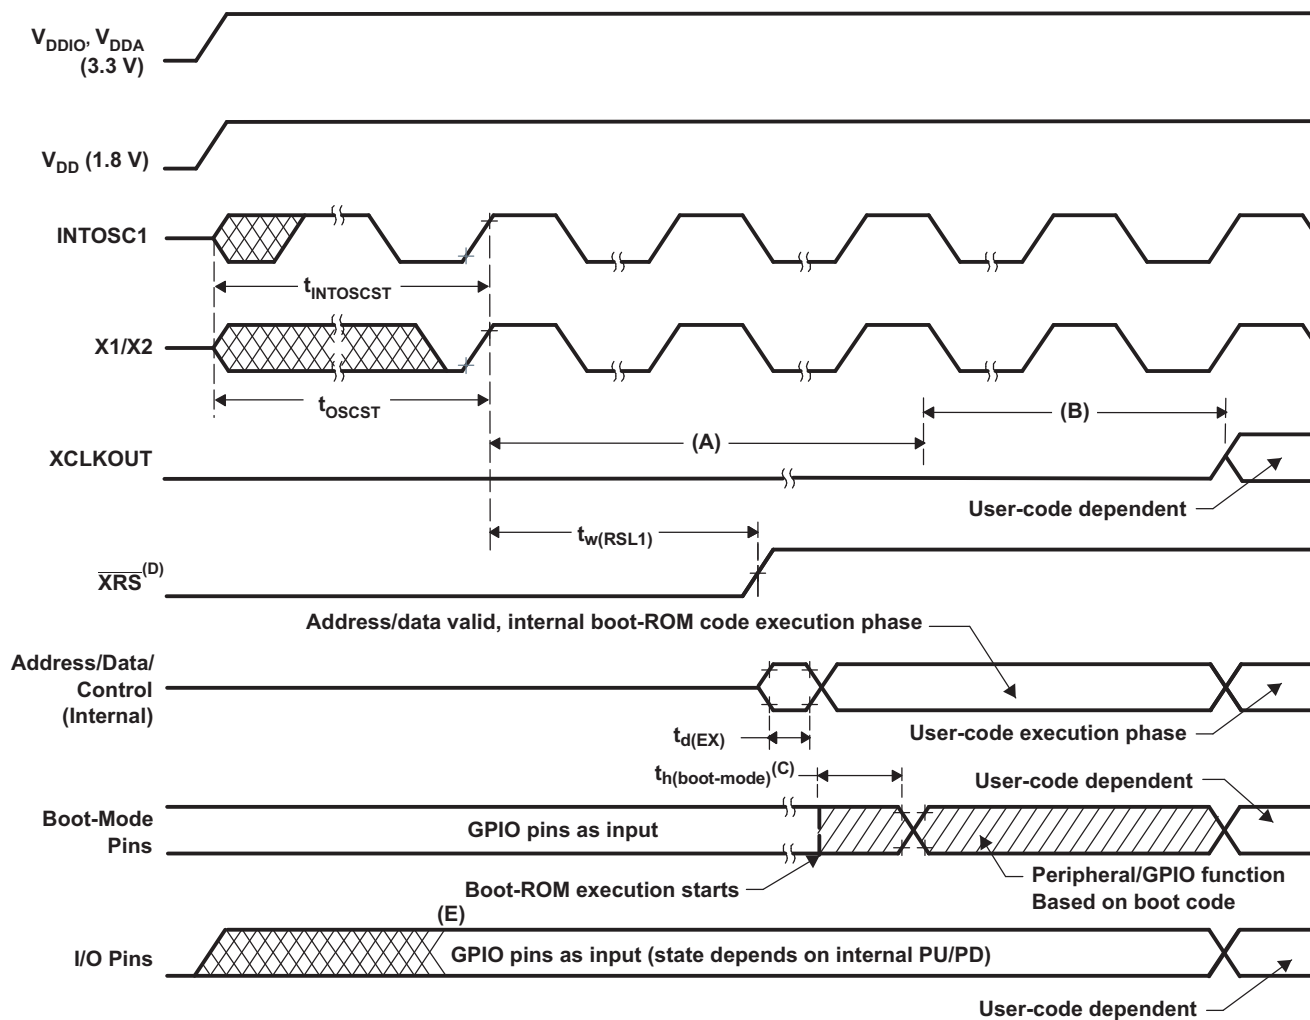 V_DDIO, V_DDA
(3.3 V)
V_DD (1.8 V)
INTOSC1
t_INTOSCST
X1/X2
t_OSCST
(B)
(A)
XCLKOUT
User-code dependent
t_w(RSL1)
XRS (D)
Address/data valid, internal boot-ROM code execution phase
Address/Data/
Control
(Internal)
User-code execution phase
t_d(EX)
t_h(boot-mode) (C)
User-code dependent
Boot-Mode
Pins
GPIO pins as input
Boot-ROM execution starts
Peripheral/GPIO function
Based on boot code
(E)
I/O Pins
GPIO pins as input (state depends on internal PU/PD)
User-code dependent